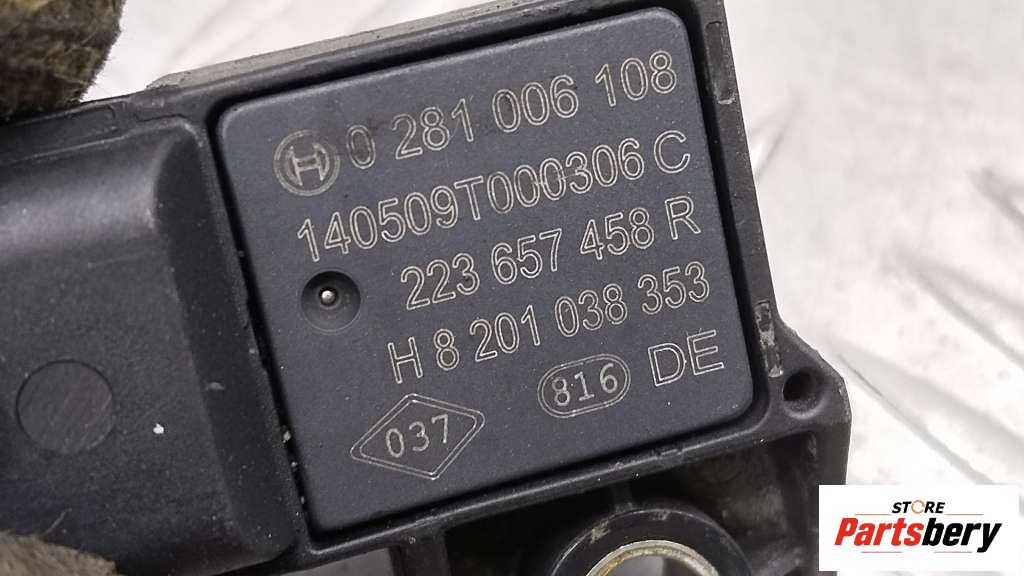 0 281 006 108
140509T000306 C
223 657 458 R
H 8 201 038 353
037 816 DE
STORE
Partsbery